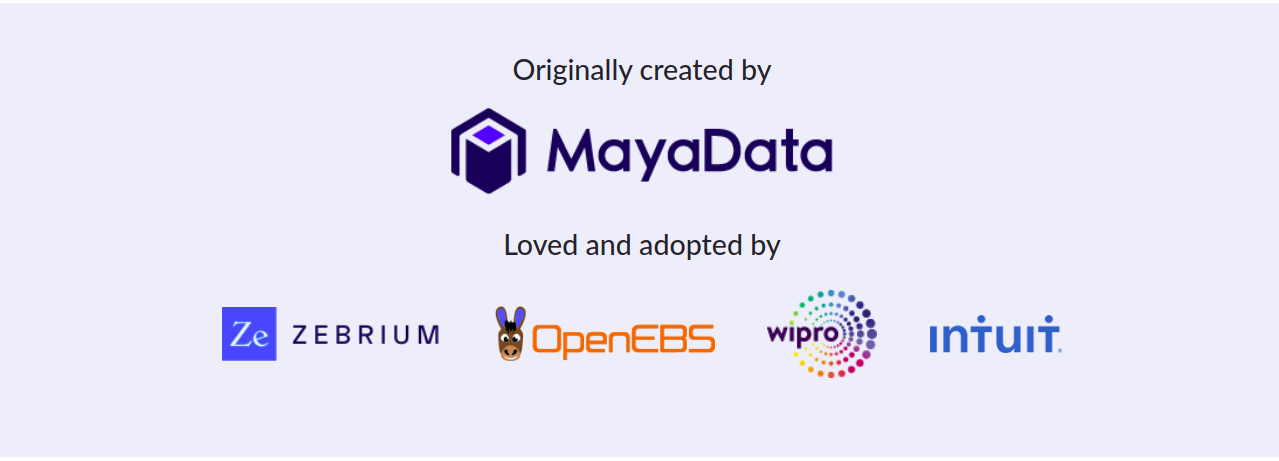 Originally created by
MayaData
Loved and adopted by
Ze ZEBRIUM OpenEBS wipro intuit